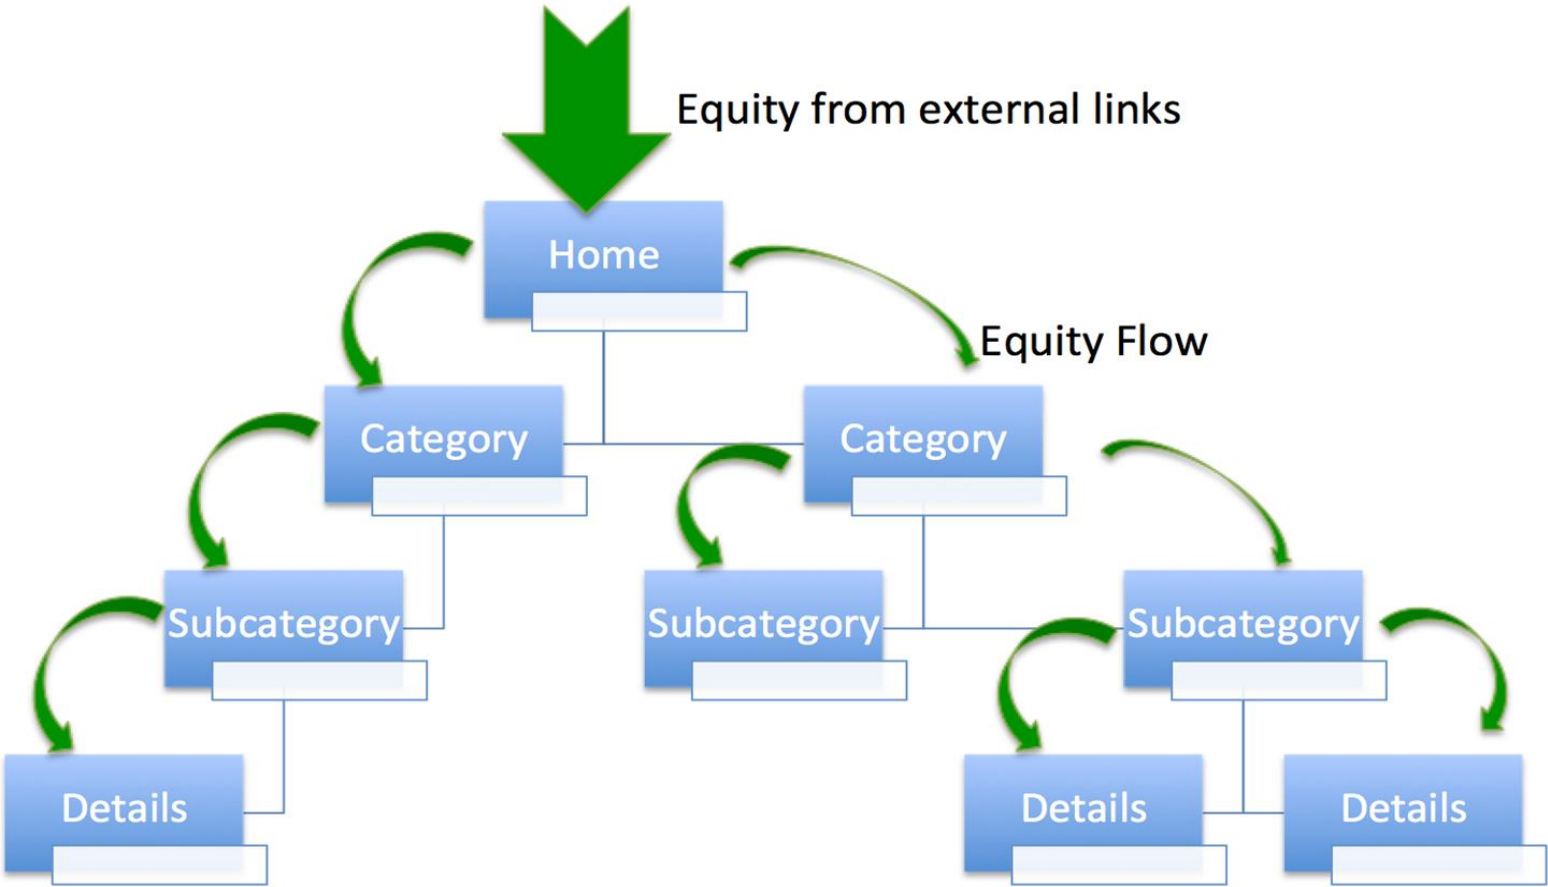 Equity from external links
Home
Equity Flow
Category
Category
Subcategory
Subcategory
Subcategory
Details
Details
Details